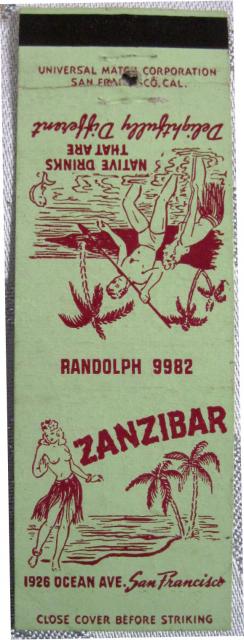 UNIVERSAL MATCH CORPORATION
SAN FRANCISCO, CAL.
NATIVE DRINKS
THAT ARE
Delightfully Different
RANDOLPH 9982
ZANZIBAR
1926 OCEAN AVE. San Francisco
CLOSE COVER BEFORE STRIKING